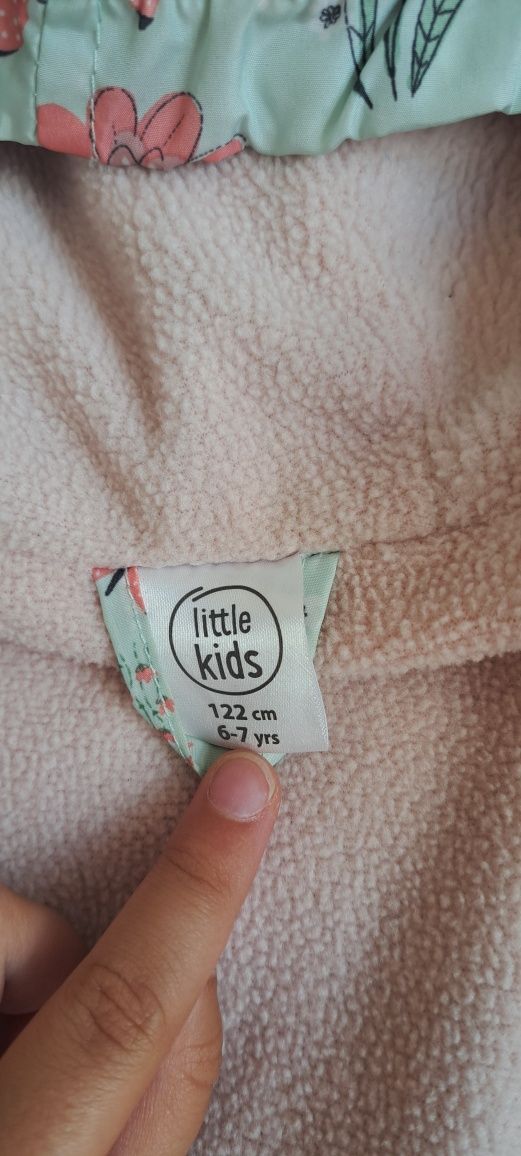 little
kids
122 cm
6-7 yrs